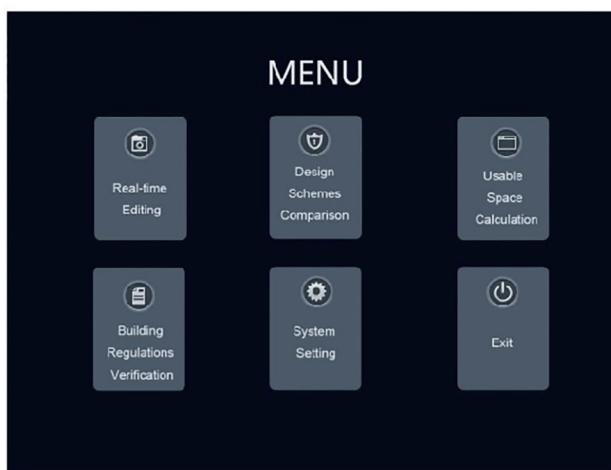 MENU
Real-time
Editing
Design
Schemes
Comparison
Usable
Space
Calculation
Building
Regulations
Verification
System
Setting
Exit